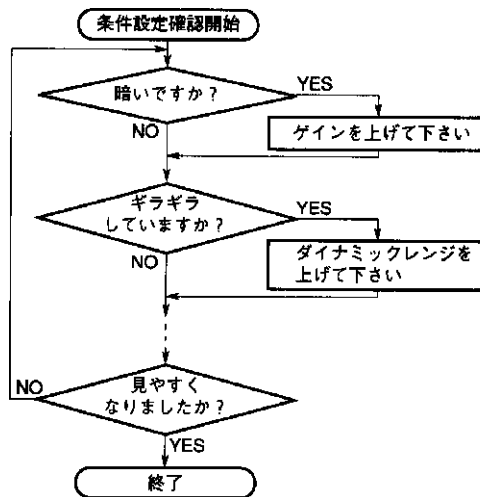 条件設定確認開始
暗いですか？
YES
NO
ゲインを上げて下さい
ギラギラ
していますか？
YES
NO
ダイナミックレンジを
上げて下さい
見やすく
なりましたか？
NO
YES
終了